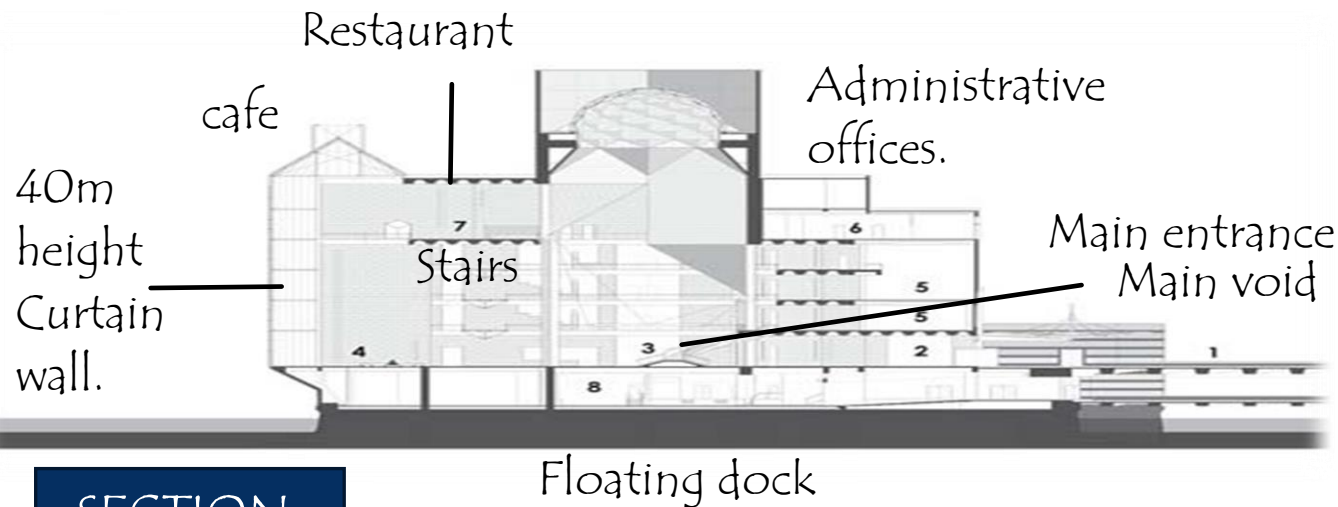 Restaurant
cafe
Administrative
offices.
40m
height
Curtain
wall.
7
6
Stairs
Main entrance
Main void
5
5
4
3
2
1
8
Floating dock
SECTION